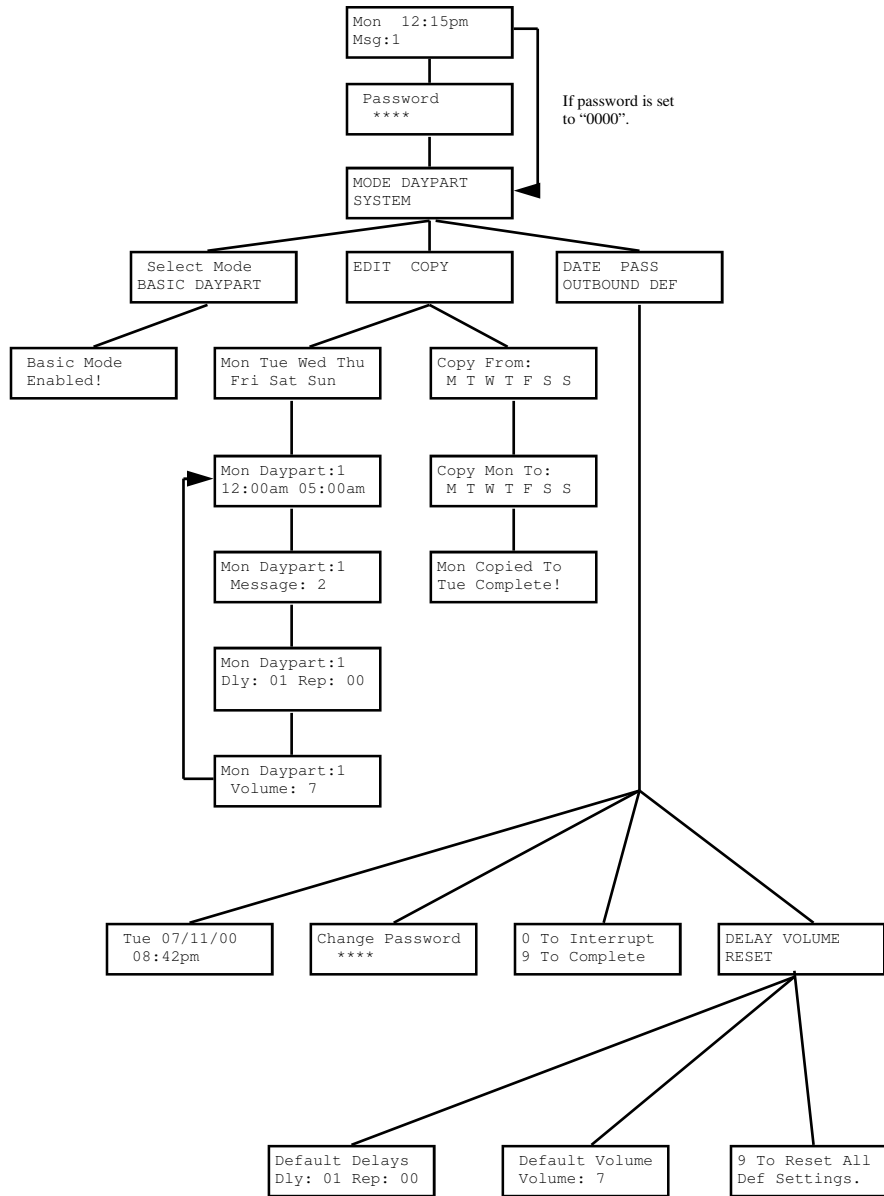 Mon  12:15pm
Msg:1
Password
****
If password is set
to “0000”.
MODE DAYPART
SYSTEM
Select Mode
BASIC DAYPART
EDIT  COPY
DATE  PASS
OUTBOUND DEF
Basic Mode
Enabled!
Mon Tue Wed Thu
Fri Sat Sun
Copy From:
M T W T F S S
Mon Daypart:1
12:00am 05:00am
Copy Mon To:
M T W T F S S
Mon Daypart:1
Message: 2
Mon Copied To
Tue Complete!
Mon Daypart:1
Dly: 01 Rep: 00
Mon Daypart:1
Volume: 7
Tue 07/11/00
08:42pm
Change Password
****
0 To Interrupt
9 To Complete
DELAY VOLUME
RESET
Default Delays
Dly: 01 Rep: 00
Default Volume
Volume: 7
9 To Reset All
Def Settings.